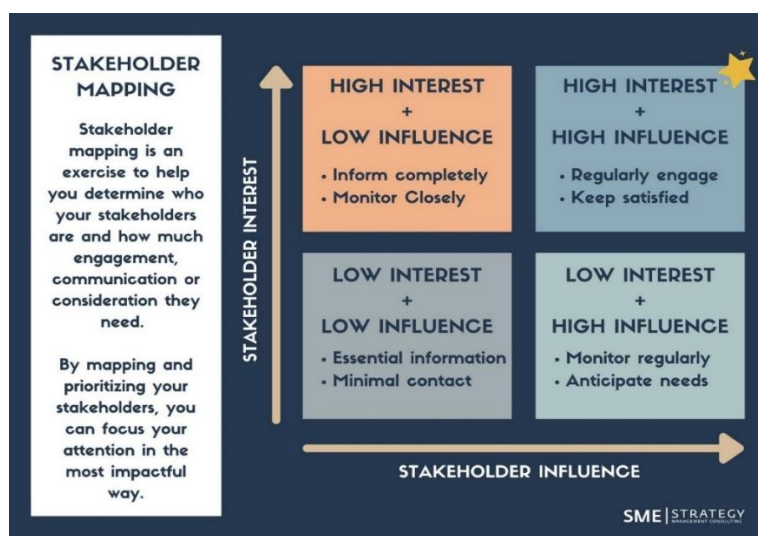 STAKEHOLDER
MAPPING
Stakeholder
mapping is an
exercise to help
you determine who
your stakeholders
are and how much
engagement,
communication or
consideration they
need.
By mapping and
prioritizing your
stakeholders, you
can focus your
attention in the
most impactful
way.
STAKEHOLDER INTEREST
HIGH INTEREST
+
LOW INFLUENCE
• Inform completely
• Monitor Closely
HIGH INTEREST
+
HIGH INFLUENCE
• Regularly engage
• Keep satisfied
LOW INTEREST
+
LOW INFLUENCE
• Essential information
• Minimal contact
LOW INTEREST
+
HIGH INFLUENCE
• Monitor regularly
• Anticipate needs
STAKEHOLDER INFLUENCE
SME | STRATEGY
MANAGEMENT CONSULTING